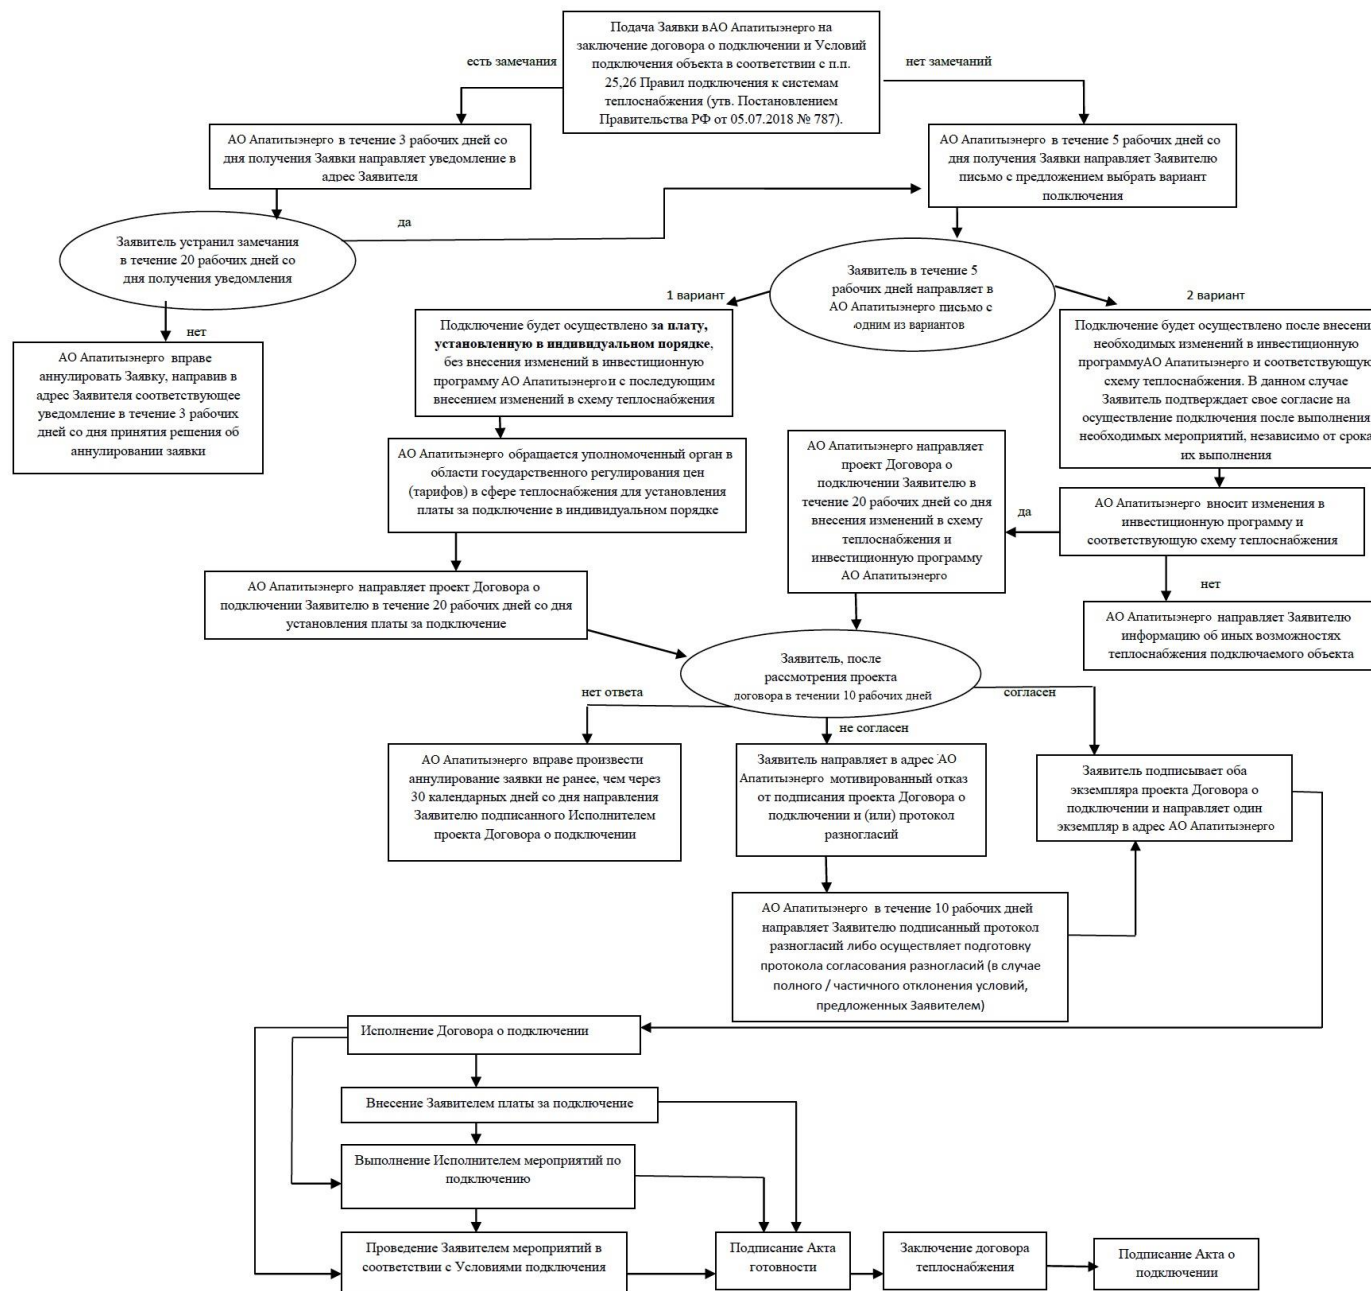 Подача Заявки вАО Апатитыэнерго на
заключение договора о подключении и Условий
подключения объекта в соответствии с п.п.
25,26 Правил подключения к системам
теплоснабжения (утв. Постановлением
Правительства РФ от 05.07.2018 № 787).
есть замечания
нет замечаний
АО Апатитыэнерго в течение 3 рабочих дней со
дня получения Заявки направляет уведомление в
адрес Заявителя
АО Апатитыэнерго в течение 5 рабочих дней со
дня получения Заявки направляет Заявителю
письмо с предложением выбрать вариант
подключения
Заявитель устранил замечания
в течение 20 рабочих дней со
дня получения уведомления
да
нет
Заявитель в течение 5
рабочих дней направляет в
АО Апатитыэнерго письмо с
одним из вариантов
1 вариант
2 вариант
АО Апатитыэнерго вправе
аннулировать Заявку, направив в
адрес Заявителя соответствующее
уведомление в течение 3 рабочих
дней со дня принятия решения об
аннулировании заявки
Подключение будет осуществлено за плату,
установленную в индивидуальном порядке,
без внесения изменений в инвестиционную
программу АО Апатитыэнерго и с последующим
внесением изменений в схему теплоснабжения
Подключение будет осуществлено после внесени
необходимых изменений в инвестиционную
программуАО Апатитыэнерго и соответствующую
схему теплоснабжения. В данном случае
Заявитель подтверждает свое согласие на
осуществление подключения после выполнения
необходимых мероприятий, независимо от срока
их выполнения
АО Апатитыэнерго обращается уполномоченный орган в
области государственного регулирования цен
(тарифов) в сфере теплоснабжения для установления
платы за подключение в индивидуальном порядке
АО Апатитыэнерго направляет
проект Договора о
подключении Заявителю в
течение 20 рабочих дней со дня
внесения изменений в схему
теплоснабжения и
инвестиционную программу
АО Апатитыэнерго
да
АО Апатитыэнерго вносит изменения в
инвестиционную программу и
соответствующую схему теплоснабжения
нет
АО Апатитыэнерго направляет проект Договора о
подключении Заявителю в течение 20 рабочих дней со дня
установления платы за подключение
АО Апатитыэнерго направляет Заявителю
информацию об иных возможностях
теплоснабжения подключаемого объекта
Заявитель, после
рассмотрения проекта
договора в течении 10 рабочих дней
нет ответа
не согласен
согласен
АО Апатитыэнерго вправе произвести
аннулирование заявки не ранее, чем через
30 календарных дней со дня направления
Заявителю подписанного Исполнителем
проекта Договора о подключении
Заявитель направляет в адрес АО
Апатитыэнерго мотивированный отказ
от подписания проекта Договора о
подключении и (или) протокол
разногласий
Заявитель подписывает оба
экземпляра проекта Договора о
подключении и направляет один
экземпляр в адрес АО Апатитыэнерго
АО Апатитыэнерго в течение 10 рабочих дней
направляет Заявителю подписанный протокол
разногласий либо осуществляет подготовку
протокола согласования разногласий (в случае
полного / частичного отклонения условий,
предложенных Заявителем)
Исполнение Договора о подключении
Внесение Заявителем платы за подключение
Выполнение Исполнителем мероприятий по
подключению
Проведение Заявителем мероприятий в
соответствии с Условиями подключения
Подписание Акта
готовности
Заключение договора
теплоснабжения
Подписание Акта о
подключении